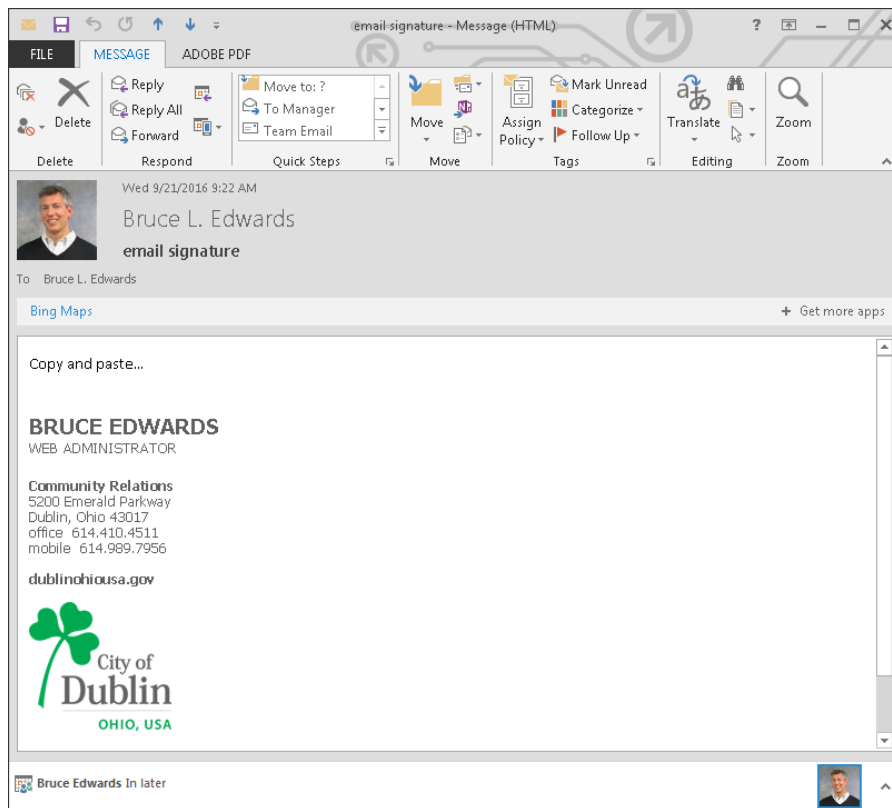 email signature - Message (HTML)
FILE MESSAGE ADOBE PDF
Delete
Reply
Reply All
Forward
Move to: ?
To Manager
Team Email
Move
Assign Policy
Mark Unread
Categorize
Follow Up
Translate
Zoom
Delete Respond Quick Steps Move Tags Editing Zoom
Wed 9/21/2016 9:22 AM
Bruce L. Edwards
email signature
To Bruce L. Edwards
Bing Maps + Get more apps
Copy and paste...
BRUCE EDWARDS
WEB ADMINISTRATOR
Community Relations
5200 Emerald Parkway
Dublin, Ohio 43017
office 614.410.4511
mobile 614.989.7956
dublinohiousa.gov
City of
Dublin
OHIO, USA
Bruce Edwards In later